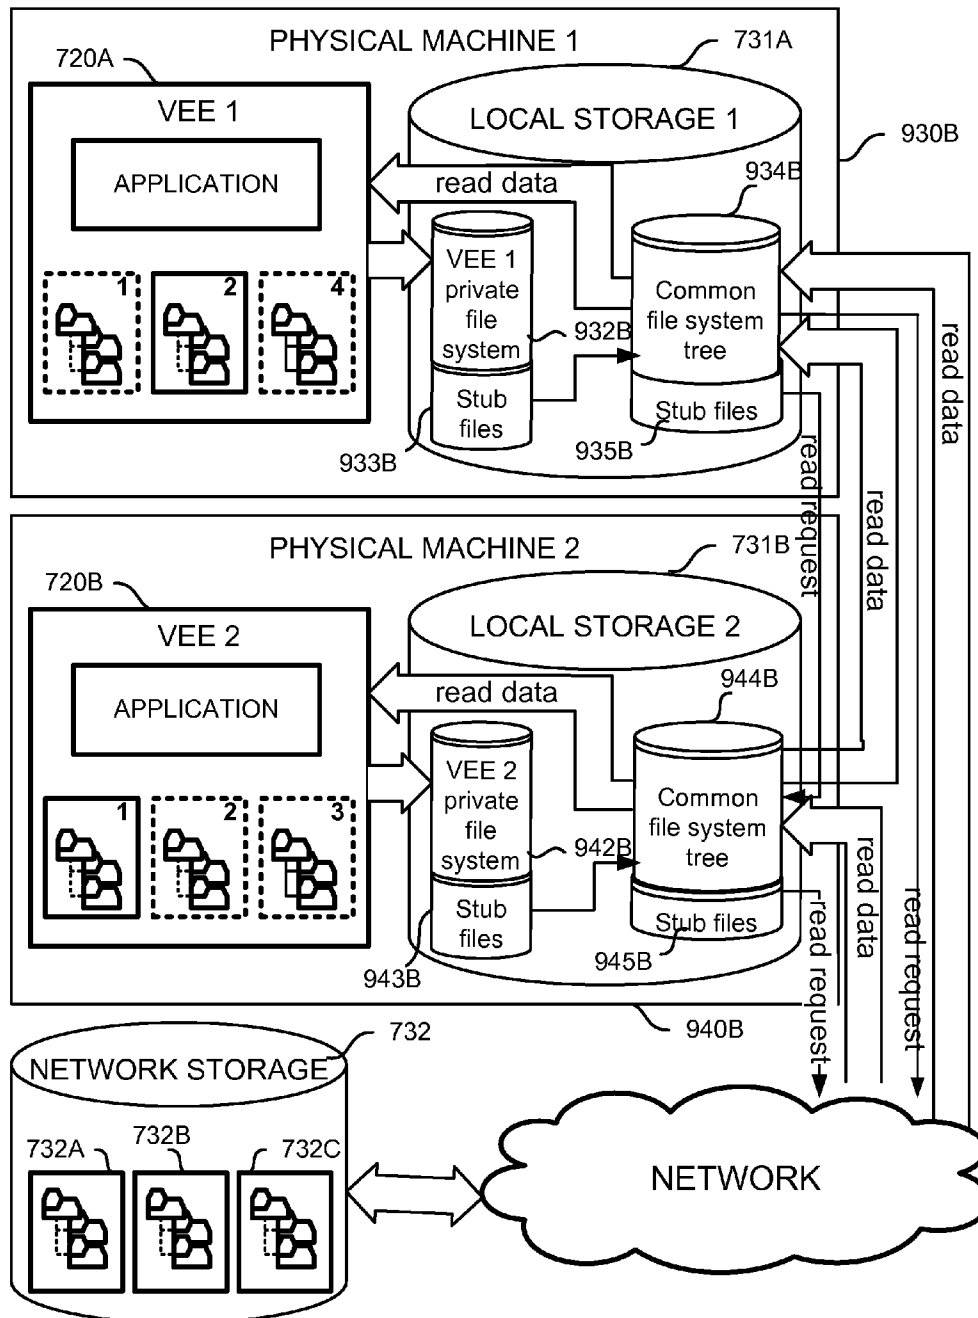 PHYSICAL MACHINE 1
720A
731A
VEE 1
LOCAL STORAGE 1
930B
APPLICATION
read data
934B
1
2
4
VEE 1
private
file
system
932B
Common
file system
tree
Stub
files
Stub files
933B
935B
read data
read request
read data
PHYSICAL MACHINE 2
720B
731B
VEE 2
LOCAL STORAGE 2
APPLICATION
read data
944B
1
2
3
VEE 2
private
file
system
942B
Common
file system
tree
Stub
files
Stub files
943B
945B
read request
read data
read request
940B
732
NETWORK STORAGE
732A
732B
732C
NETWORK